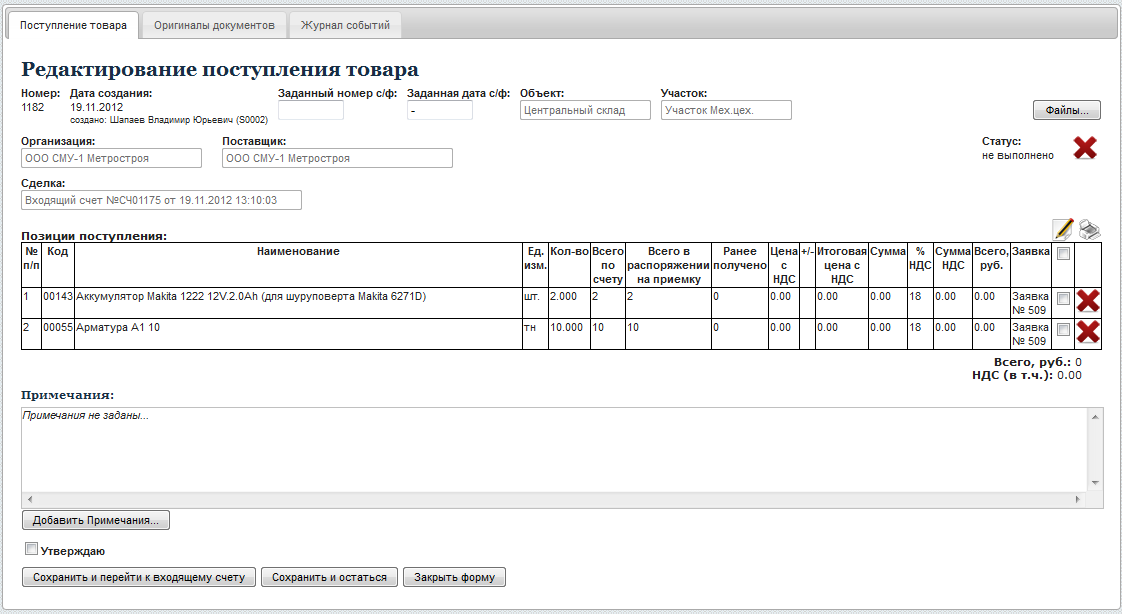 Поступление товара
Оригиналы документов
Журнал событий
Редактирование поступления товара
Номер: Дата создания: Заданный номер с/ф: Заданная дата с/ф: Объект: Участок:
1182 19.11.2012 - Центральный склад Участок Мех.цех. Файлы...
создано: Шапаев Владимир Юрьевич (S0002)
Организация: Поставщик: Статус:
ООО СМУ-1 Метростроя ООО СМУ-1 Метростроя не выполнено
Сделка:
Входящий счет №СЧ01175 от 19.11.2012 13:10:03
Позиции поступления:
№ п/п Код Наименование Ед. изм. Кол-во Всего по счету Всего в распоряжении на приемку Ранее получено Цена с НДС +/- Итоговая цена с НДС Сумма % НДС Сумма НДС Всего, руб. Заявка
1 00143 Аккумулятор Makita 1222 12V.2.0Ah (для шуруповерта Makita 6271D) шт. 2.000 2 2 0 0.00 0.00 0.00 18 0.00 0.00 Заявка № 509
2 00055 Арматура А1 10 тн 10.000 10 10 0 0.00 0.00 0.00 18 0.00 0.00 Заявка № 509
Всего, руб.: 0
НДС (в т.ч.): 0.00
Примечания:
Примечания не заданы...
Добавить Примечания...
Утверждаю
Сохранить и перейти к входящему счету Сохранить и остаться Закрыть форму